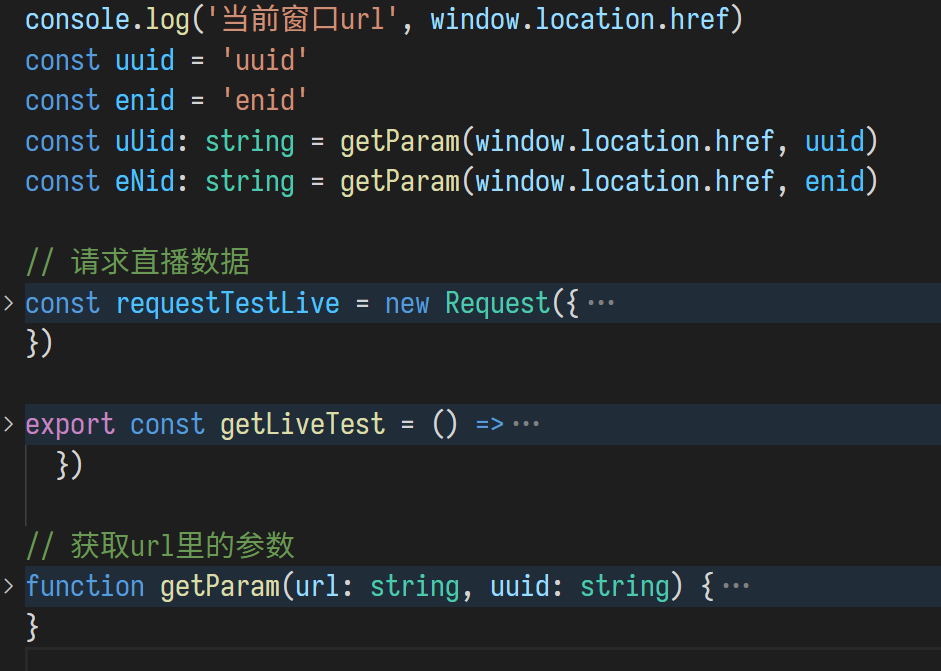 console.log('当前窗口url', window.location.href)
const uuid = 'uuid'
const enid = 'enid'
const uUid: string = getParam(window.location.href, uuid)
const eNid: string = getParam(window.location.href, enid)
// 请求直播数据
const requestTestLive = new Request({ ···
})
export const getLiveTest = () => ···
})
// 获取url里的参数
function getParam(url: string, uuid: string) { ···
}